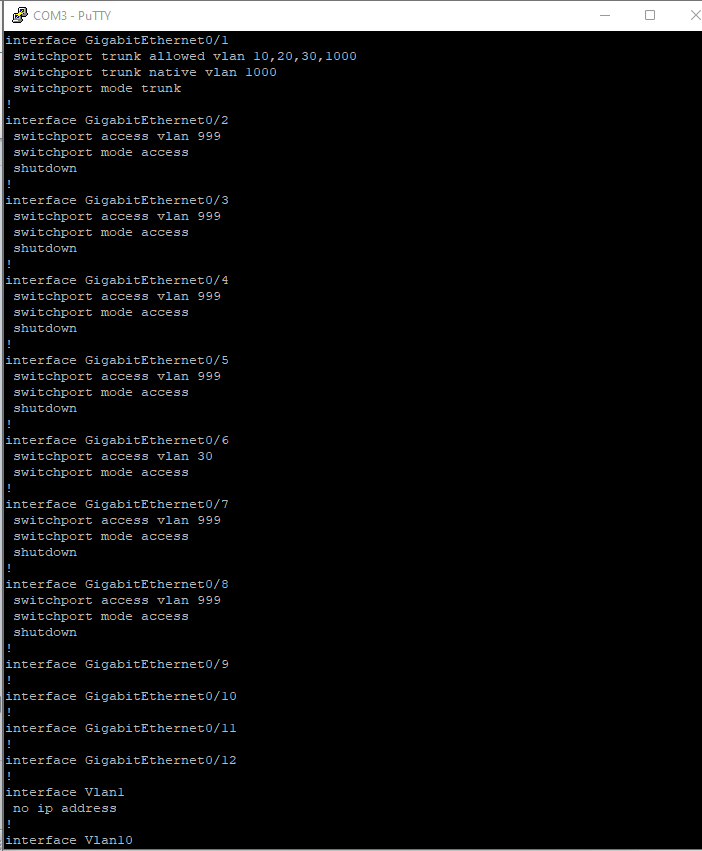 COM3 - PuTTY
interface GigabitEthernet0/1
 switchport trunk allowed vlan 10,20,30,1000
 switchport trunk native vlan 1000
 switchport mode trunk
!
interface GigabitEthernet0/2
 switchport access vlan 999
 switchport mode access
 shutdown
!
interface GigabitEthernet0/3
 switchport access vlan 999
 switchport mode access
 shutdown
!
interface GigabitEthernet0/4
 switchport access vlan 999
 switchport mode access
 shutdown
!
interface GigabitEthernet0/5
 switchport access vlan 999
 switchport mode access
 shutdown
!
interface GigabitEthernet0/6
 switchport access vlan 30
 switchport mode access
!
interface GigabitEthernet0/7
 switchport access vlan 999
 switchport mode access
 shutdown
!
interface GigabitEthernet0/8
 switchport access vlan 999
 switchport mode access
 shutdown
!
interface GigabitEthernet0/9
!
interface GigabitEthernet0/10
!
interface GigabitEthernet0/11
!
interface GigabitEthernet0/12
!
interface Vlan1
 no ip address
!
interface Vlan10